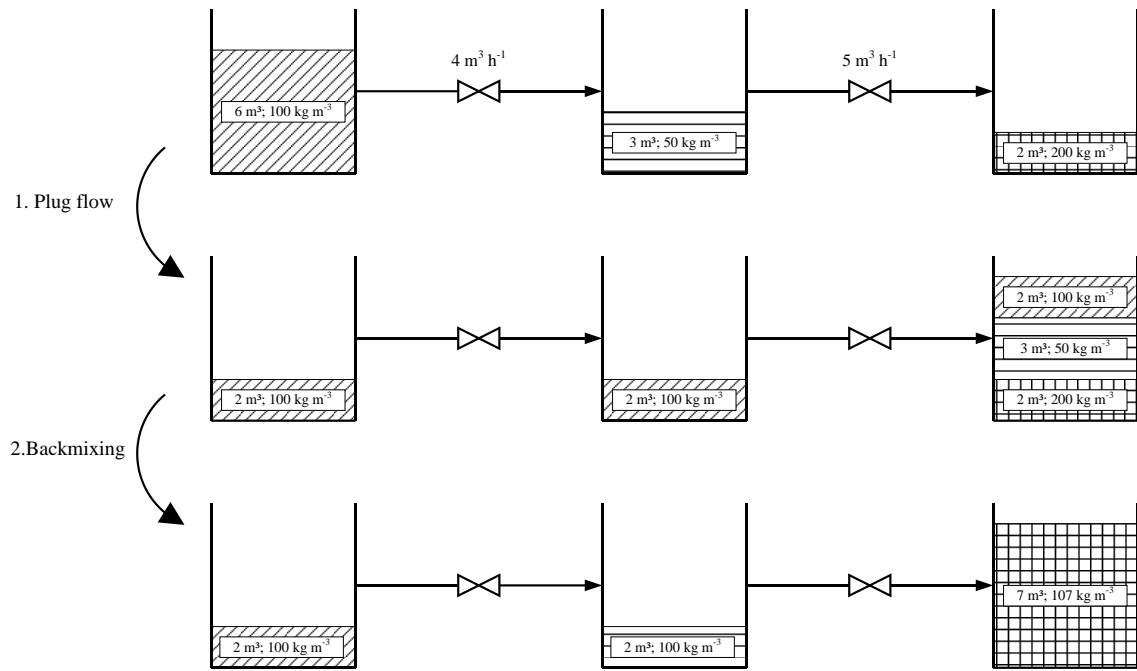 4 m³ h⁻¹
5 m³ h⁻¹
6 m³; 100 kg m⁻³
3 m³; 50 kg m⁻³
2 m³; 200 kg m⁻³
1. Plug flow
2 m³; 100 kg m⁻³
3 m³; 50 kg m⁻³
2 m³; 100 kg m⁻³
2 m³; 100 kg m⁻³
2 m³; 200 kg m⁻³
2.Backmixing
7 m³; 107 kg m⁻³
2 m³; 100 kg m⁻³
2 m³; 100 kg m⁻³